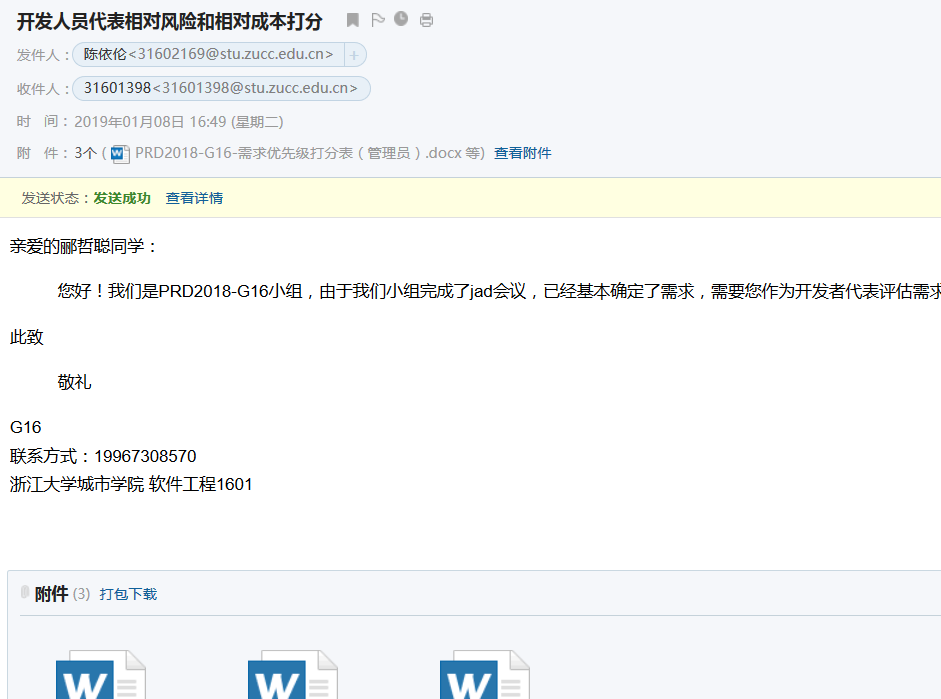 开发人员代表相对风险和相对成本打分
发件人：陈依伦<31602169@stu.zucc.edu.cn> +
收件人：31601398<31601398@stu.zucc.edu.cn>
时 间：2019年01月08日 16:49 (星期二)
附 件：3个 ( PRD2018-G16-需求优先级打分表（管理员）.docx 等) 查看附件
发送状态：发送成功 查看详情
亲爱的郦哲聪同学：
您好！我们是PRD2018-G16小组，由于我们小组完成了jad会议，已经基本确定了需求，需要您作为开发者代表评估需求
此致
敬礼
G16
联系方式：19967308570
浙江大学城市学院 软件工程1601
附件 (3) 打包下载
W W W